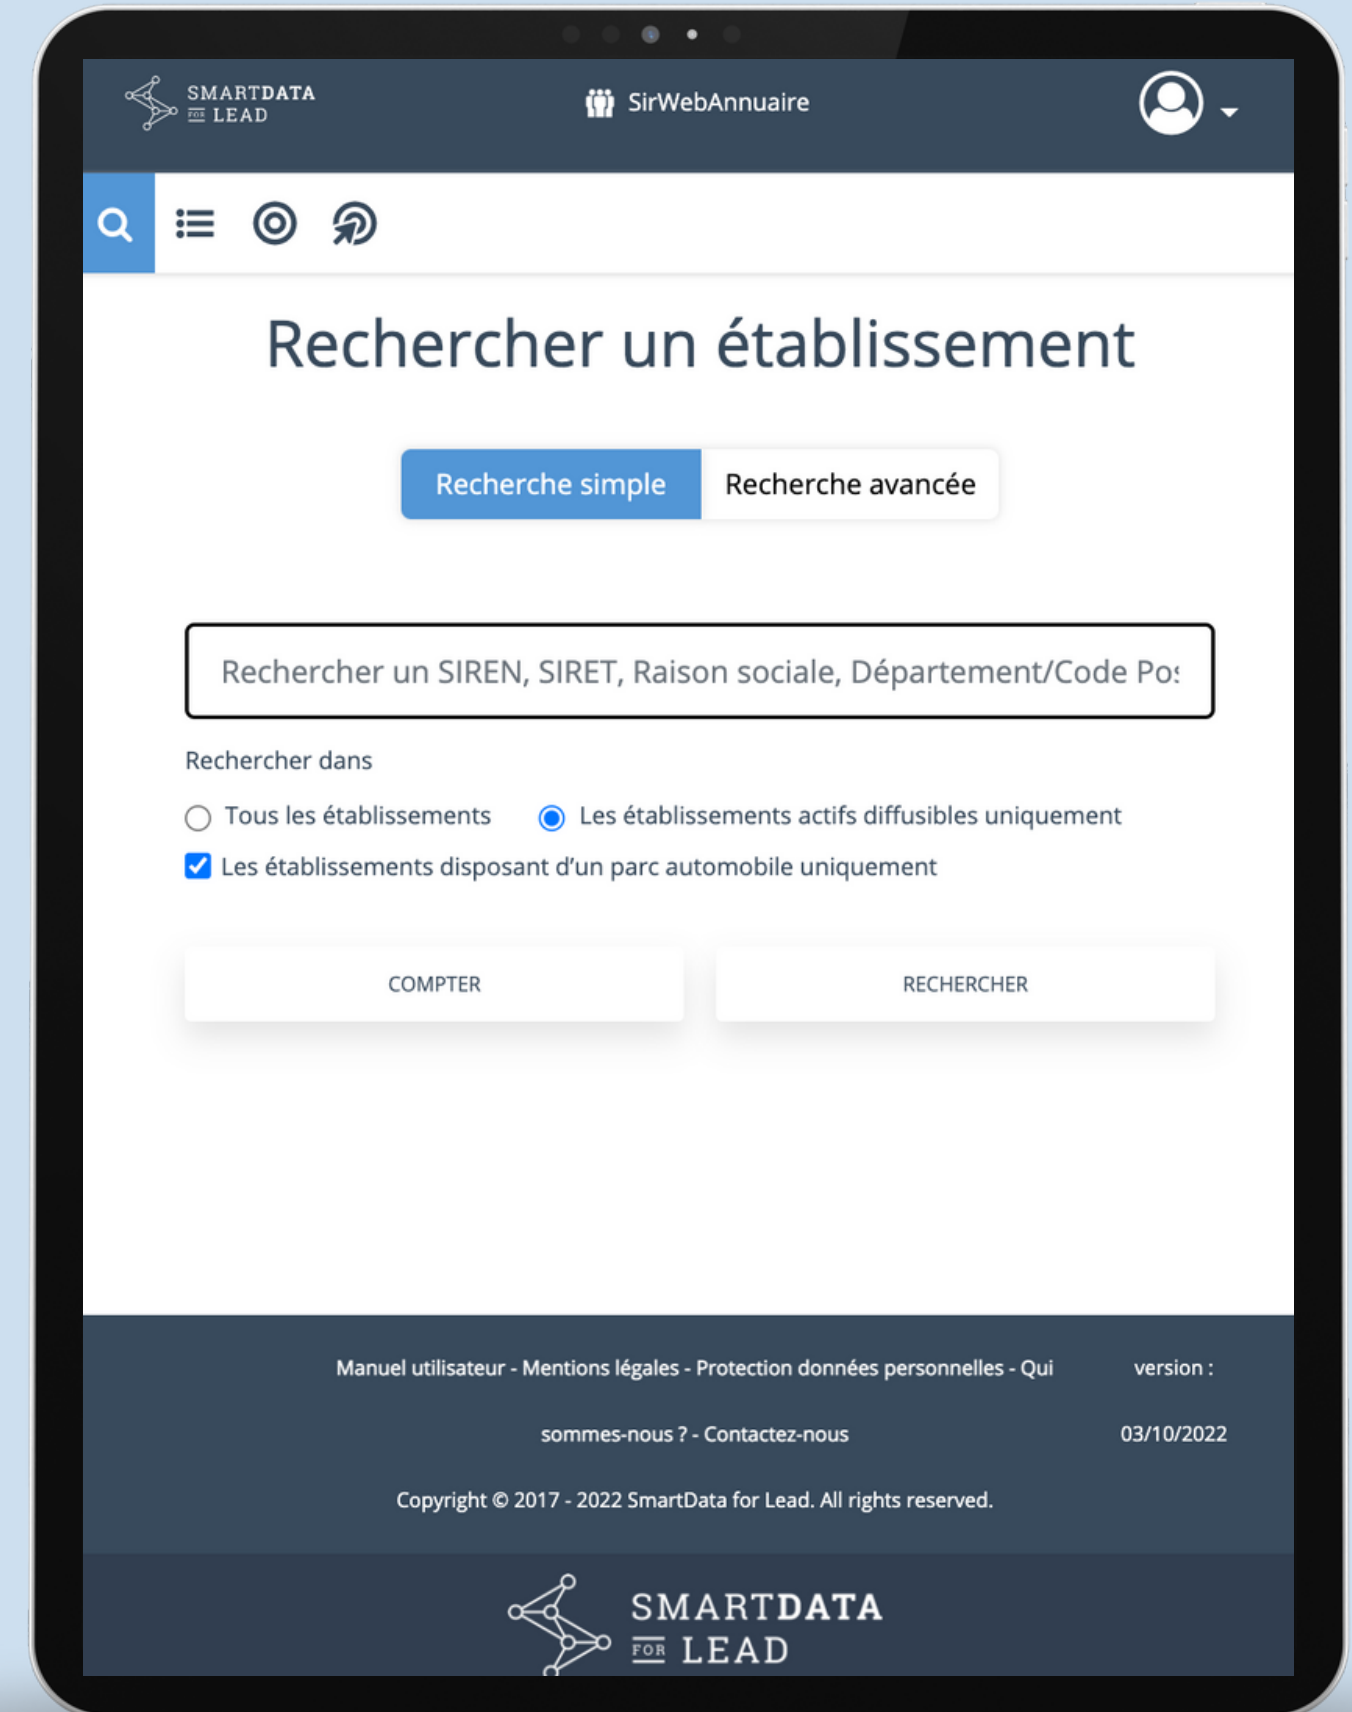 SMARTDATA
FOR LEAD
SirWebAnnuaire
Rechercher un établissement
Recherche simple
Recherche avancée
Rechercher un SIREN, SIRET, Raison sociale, Département/Code Pos
Rechercher dans
Tous les établissements
Les établissements actifs diffusibles uniquement
Les établissements disposant d'un parc automobile uniquement
COMPTER
RECHERCHER
Manuel utilisateur - Mentions légales - Protection données personnelles - Qui
sommes-nous ? - Contactez-nous
version :
03/10/2022
Copyright © 2017 - 2022 SmartData for Lead. All rights reserved.
SMARTDATA
FOR LEAD